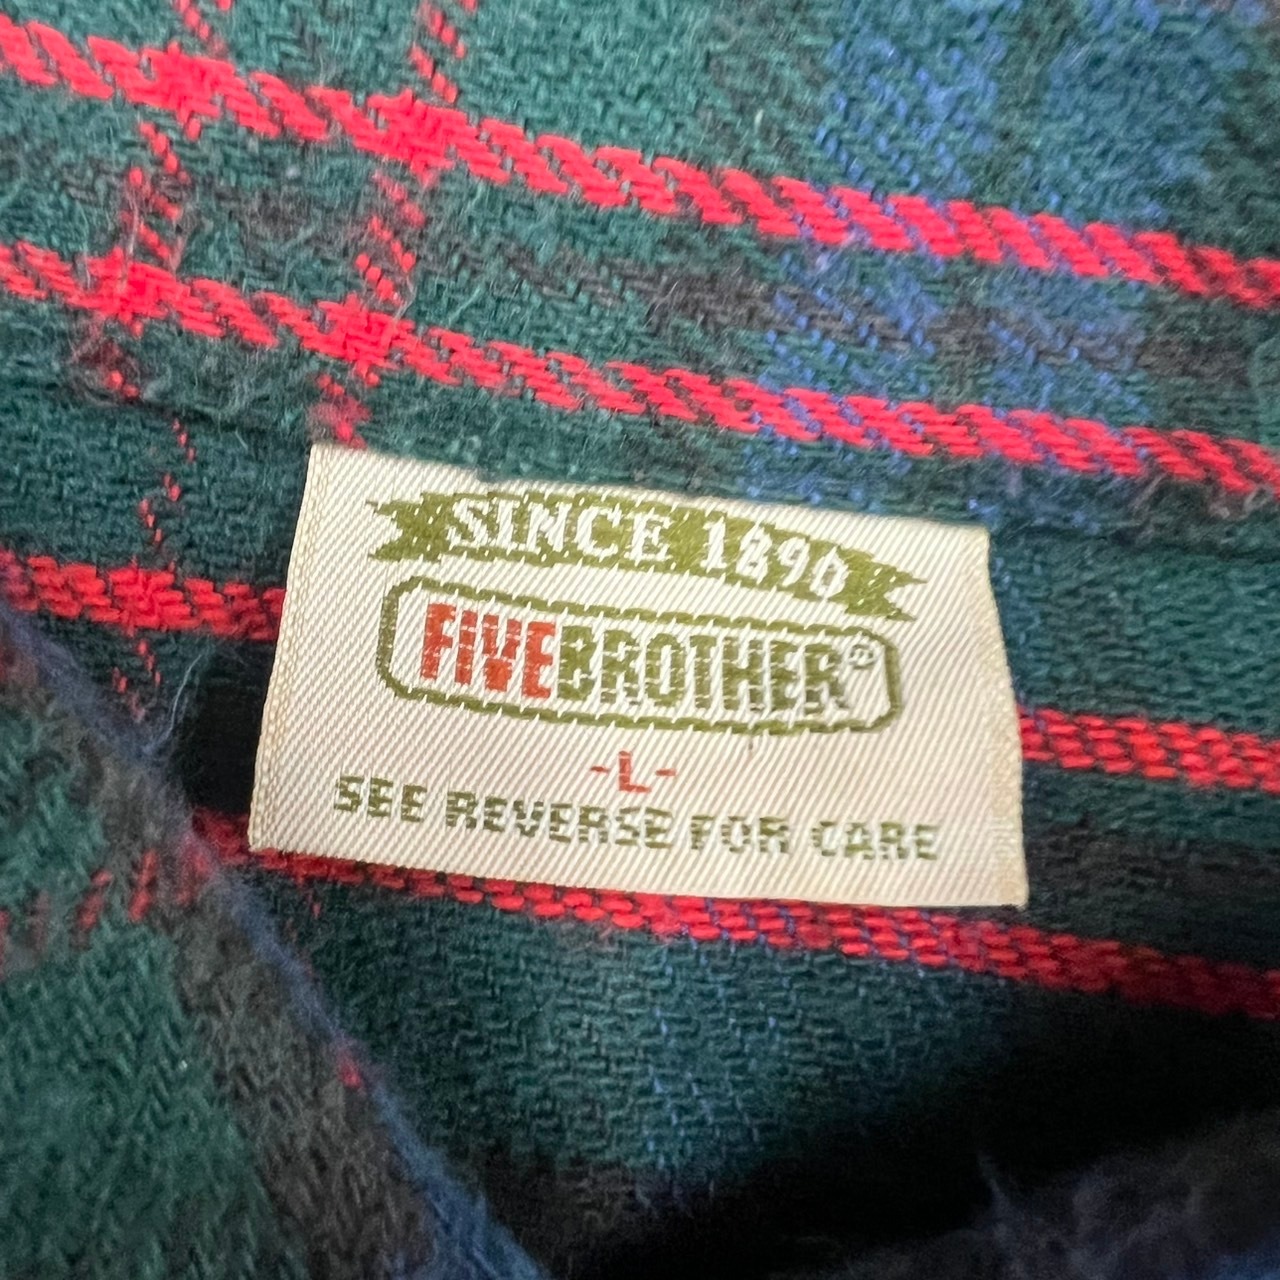 SINCE 1890
FIVEBROTHER®
-L-
SEE REVERSE FOR CARE